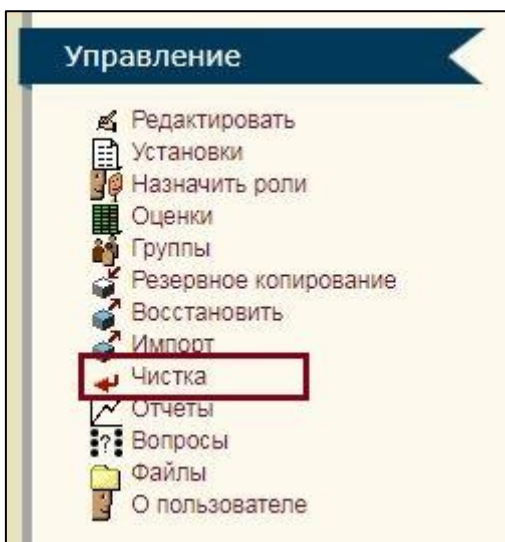 Управление
Редактировать
Установки
Назначить роли
Оценки
Группы
Резервное копирование
Восстановить
Импорт
Чистка
Отчеты
Вопросы
Файлы
О пользователе